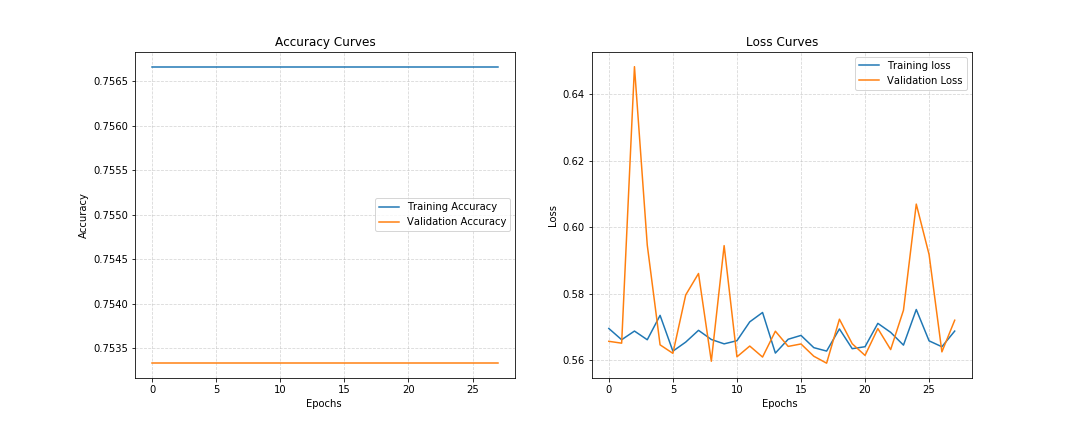 Accuracy Curves
0.7565
0.7560
0.7555
0.7550
0.7545
0.7540
0.7535
Accuracy
Training Accuracy
Validation Accuracy
0 5 10 15 20 25
Epochs
Loss Curves
0.64
0.62
0.60
0.58
0.56
Loss
Training loss
Validation Loss
0 5 10 15 20 25
Epochs